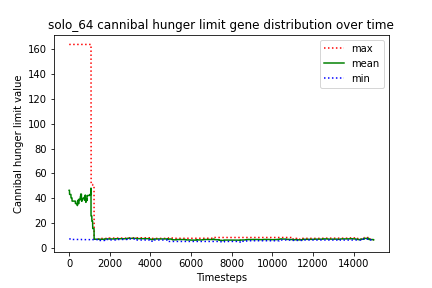 solo_64 cannibal hunger limit gene distribution over time
max
mean
min
Cannibal hunger limit value
160
140
120
100
80
60
40
20
0
0 2000 4000 6000 8000 10000 12000 14000
Timesteps